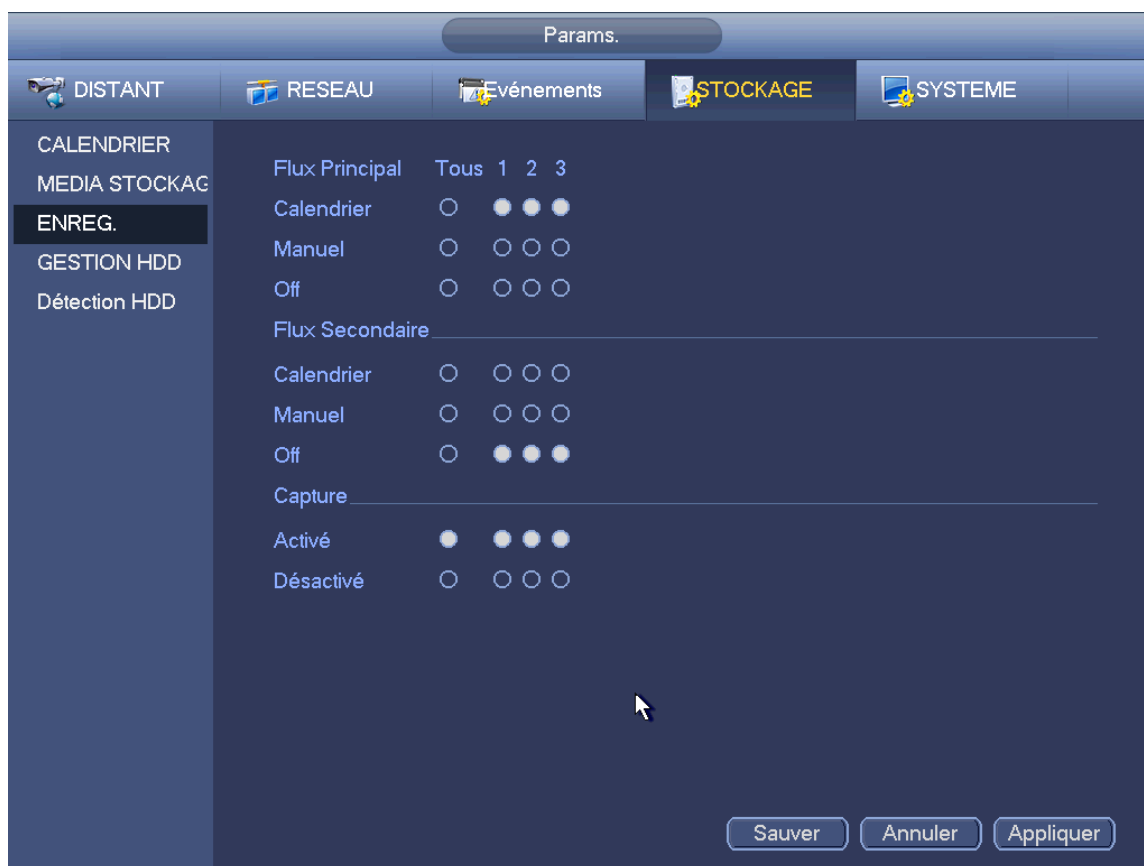 Params.
DISTANT RESEAU Evénements STOCKAGE SYSTEME
CALENDRIER
MEDIA STOCKAG
ENREG.
GESTION HDD
Détection HDD
Flux Principal Tous 1 2 3
Calendrier
Manuel
Off
Flux Secondaire
Calendrier
Manuel
Off
Capture
Activé
Désactivé
Sauver Annuler Appliquer